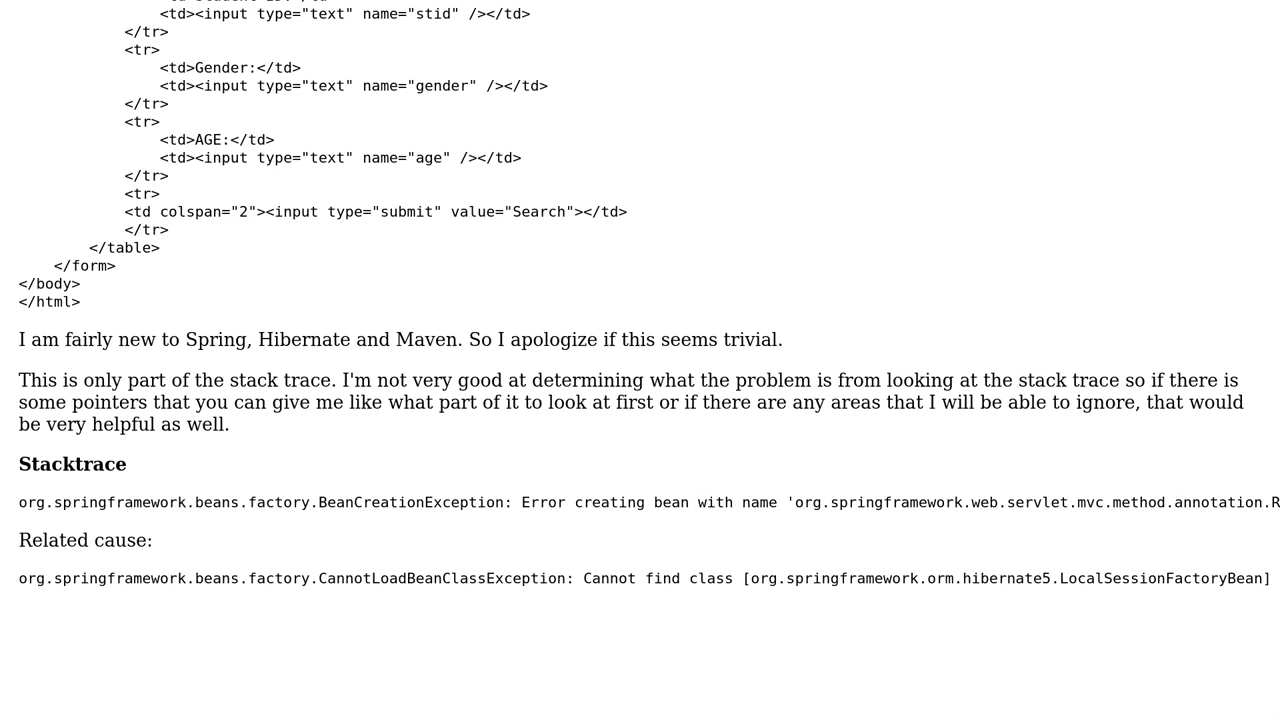 <td><input type="text" name="stid" /></td>
</tr>
<tr>
<td>Gender:</td>
<td><input type="text" name="gender" /></td>
</tr>
<tr>
<td>AGE:</td>
<td><input type="text" name="age" /></td>
</tr>
<tr>
<td colspan="2"><input type="submit" value="Search"></td>
</tr>
</table>
</form>
</body>
</html>
I am fairly new to Spring, Hibernate and Maven. So I apologize if this seems trivial.
This is only part of the stack trace. I'm not very good at determining what the problem is from looking at the stack trace so if there is
some pointers that you can give me like what part of it to look at first or if there are any areas that I will be able to ignore, that would
be very helpful as well.
Stacktrace
org.springframework.beans.factory.BeanCreationException: Error creating bean with name 'org.springframework.web.servlet.mvc.method.annotation.R
Related cause:
org.springframework.beans.factory.CannotLoadBeanClassException: Cannot find class [org.springframework.orm.hibernate5.LocalSessionFactoryBean]